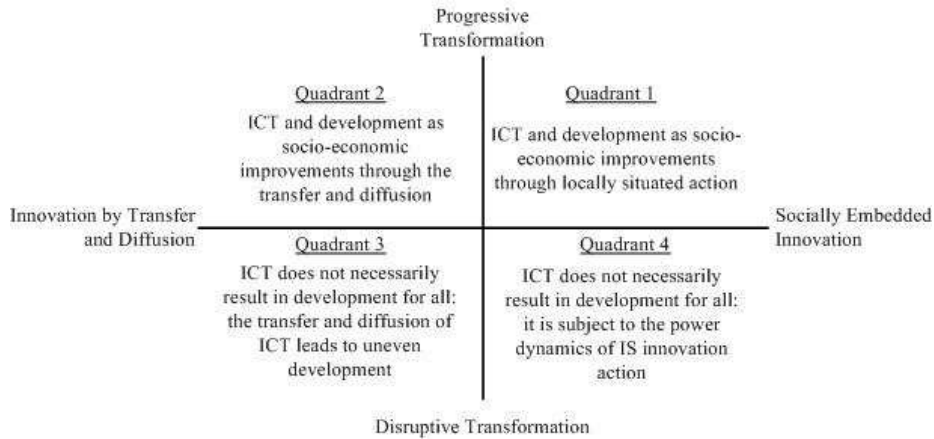 Progressive
Transformation
Quadrant 2
ICT and development as
socio-economic
improvements through the
transfer and diffusion
Quadrant 1
ICT and development as socio-
economic improvements
through locally situated action
Innovation by Transfer
and Diffusion
Socially Embedded
Innovation
Quadrant 3
ICT does not necessarily
result in development for all:
the transfer and diffusion of
ICT leads to uneven
development
Quadrant 4
ICT does not necessarily
result in development for all:
it is subject to the power
dynamics of IS innovation
action
Disruptive Transformation